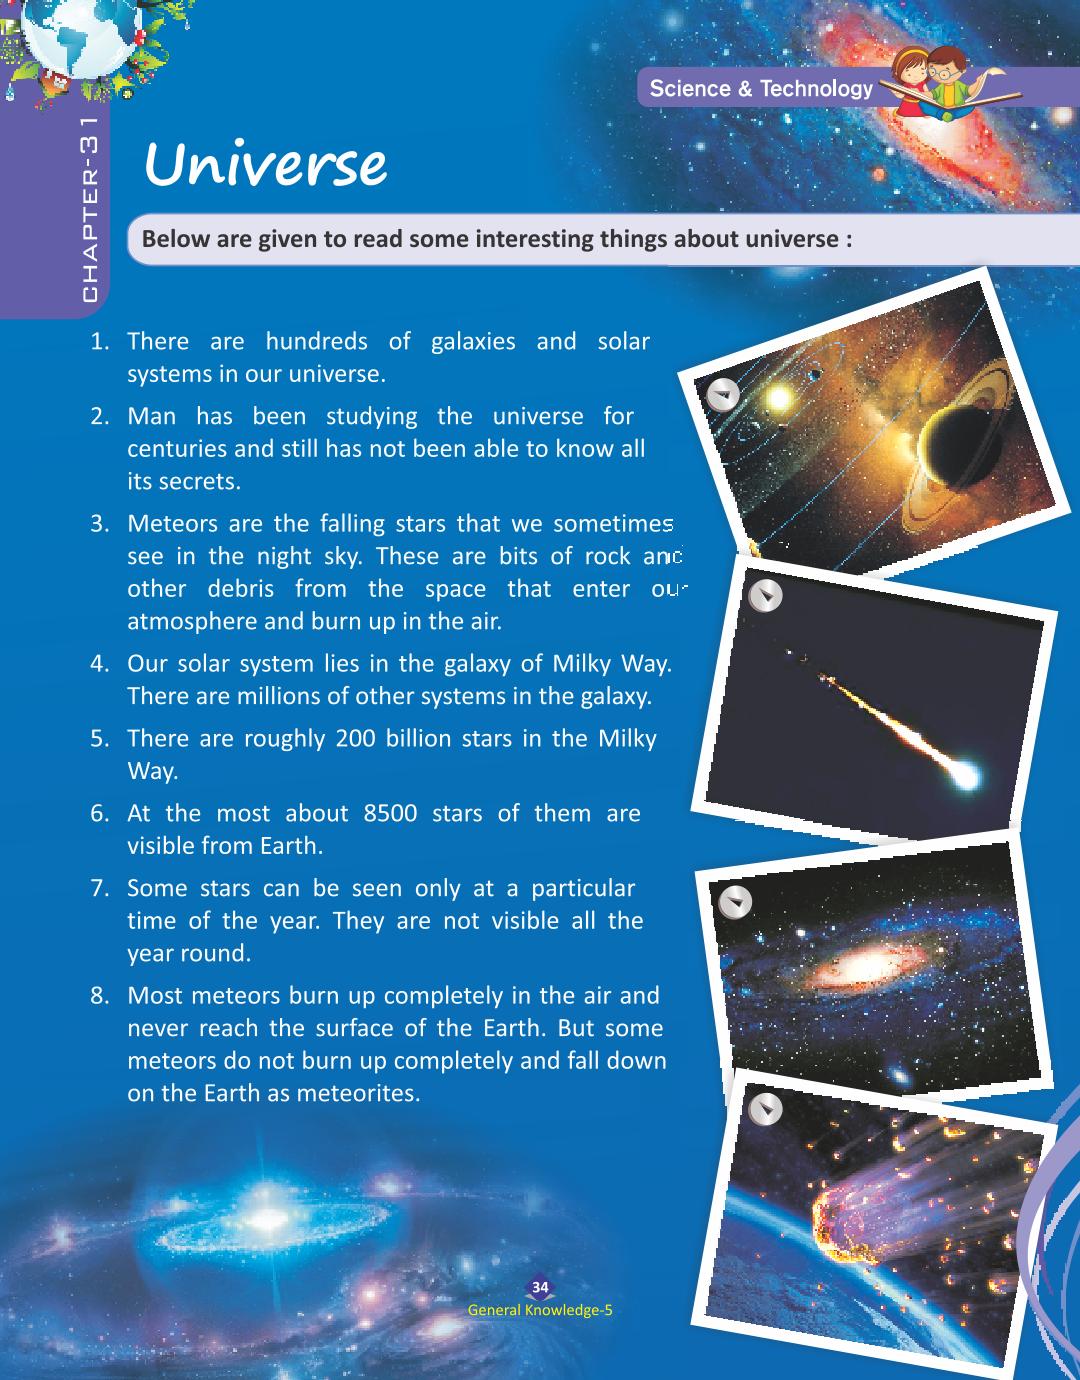 Science & Technology
CHAPTER-31
Universe
Below are given to read some interesting things about universe :
1. There are hundreds of galaxies and solar
systems in our universe.
2. Man has been studying the universe for
centuries and still has not been able to know all
its secrets.
3. Meteors are the falling stars that we sometimes
see in the night sky. These are bits of rock and
other debris from the space that enter our
atmosphere and burn up in the air.
4. Our solar system lies in the galaxy of Milky Way.
There are millions of other systems in the galaxy.
5. There are roughly 200 billion stars in the Milky
Way.
6. At the most about 8500 stars of them are
visible from Earth.
7. Some stars can be seen only at a particular
time of the year. They are not visible all the
year round.
8. Most meteors burn up completely in the air and
never reach the surface of the Earth. But some
meteors do not burn up completely and fall down
on the Earth as meteorites.
34
General Knowledge-5